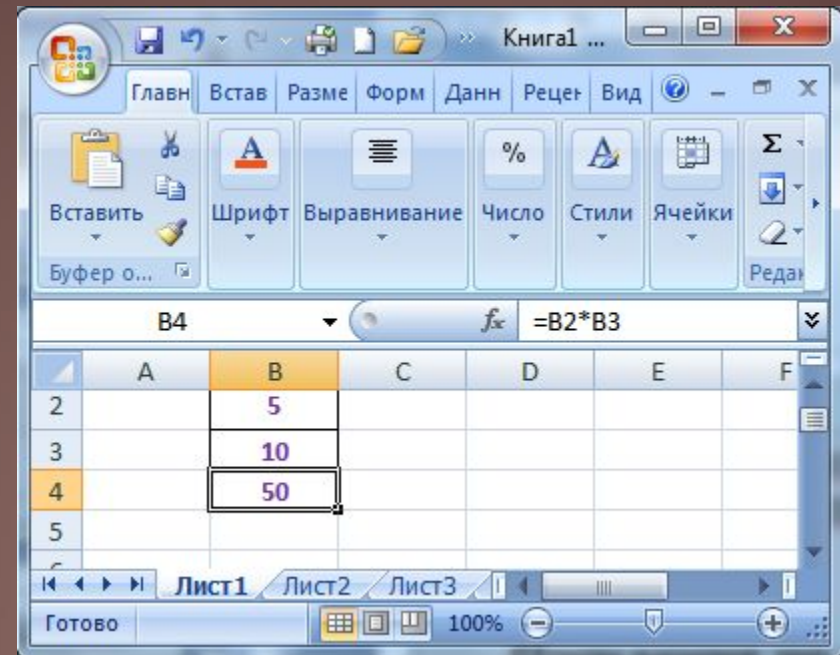 Книга1 ...
Главн Встав Разме Форм Данн Рецен Вид
Вставить
Шрифт Выравнивание Число Стили Ячейки
Буфер о... Редак
B4 fx =B2*B3
A B C D E F
2 5
3 10
4 50
5
Лист1 Лист2 Лист3
Готово 100%